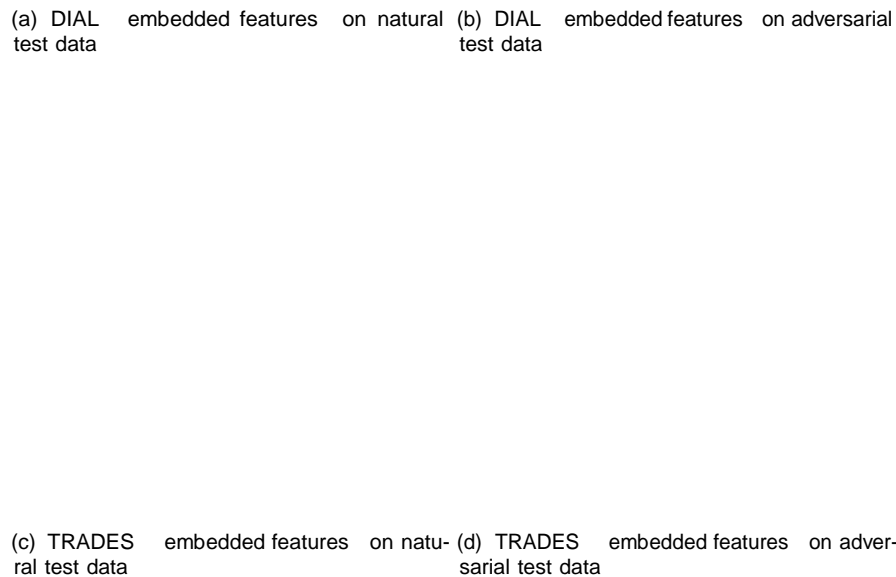 (a) DIAL embedded features on natural
test data
(b) DIAL embedded features on adversarial
test data
(c) TRADES embedded features on natu-
ral test data
(d) TRADES embedded features on adver-
sarial test data